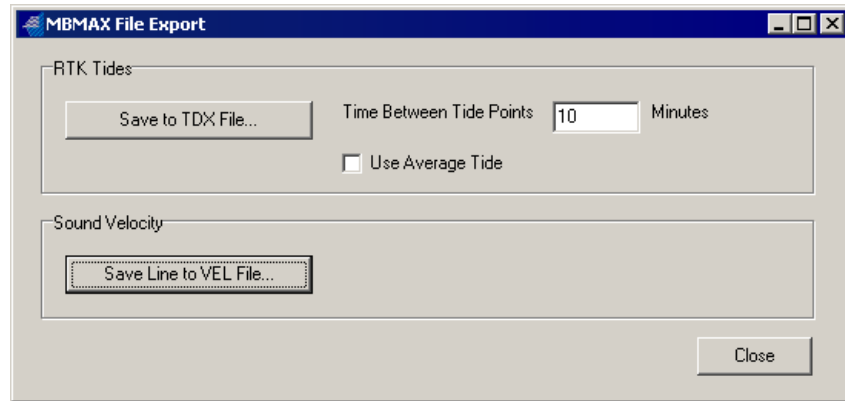 MBMAX File Export
RTK Tides
Save to TDX File... Time Between Tide Points 10 Minutes
Use Average Tide
Sound Velocity
Save Line to VEL File...
Close